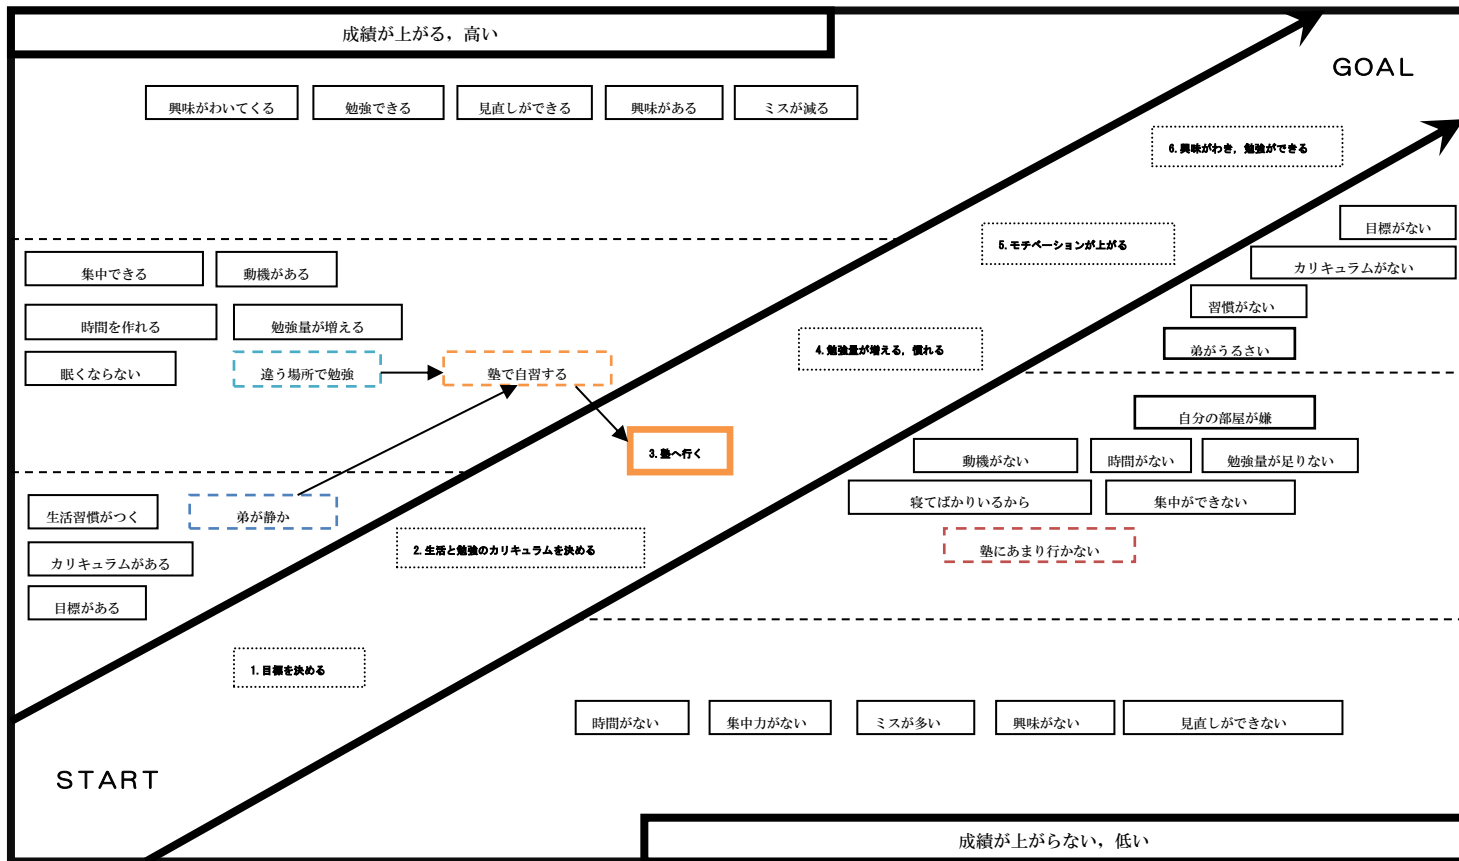 成績が上がる，高い
GOAL
興味がわいてくる
勉強できる
見直しができる
興味がある
ミスが減る
6.興味がわき，勉強ができる
目標がない
5.モチベーションが上がる
カリキュラムがない
集中できる
動機がある
習慣がない
時間を作れる
勉強量が増える
弟がうるさい
4.勉強量が増える，慣れる
眠くならない
違う場所で勉強
塾で自習する
自分の部屋が嫌
3.塾へ行く
動機がない
時間がない
勉強量が足りない
寝てばかりいるから
集中ができない
生活習慣がつく
弟が静か
2.生活と勉強のカリキュラムを決める
塾にあまり行かない
カリキュラムがある
目標がある
1.目標を決める
時間がない
集中力がない
ミスが多い
興味がない
見直しができない
START
成績が上がらない，低い